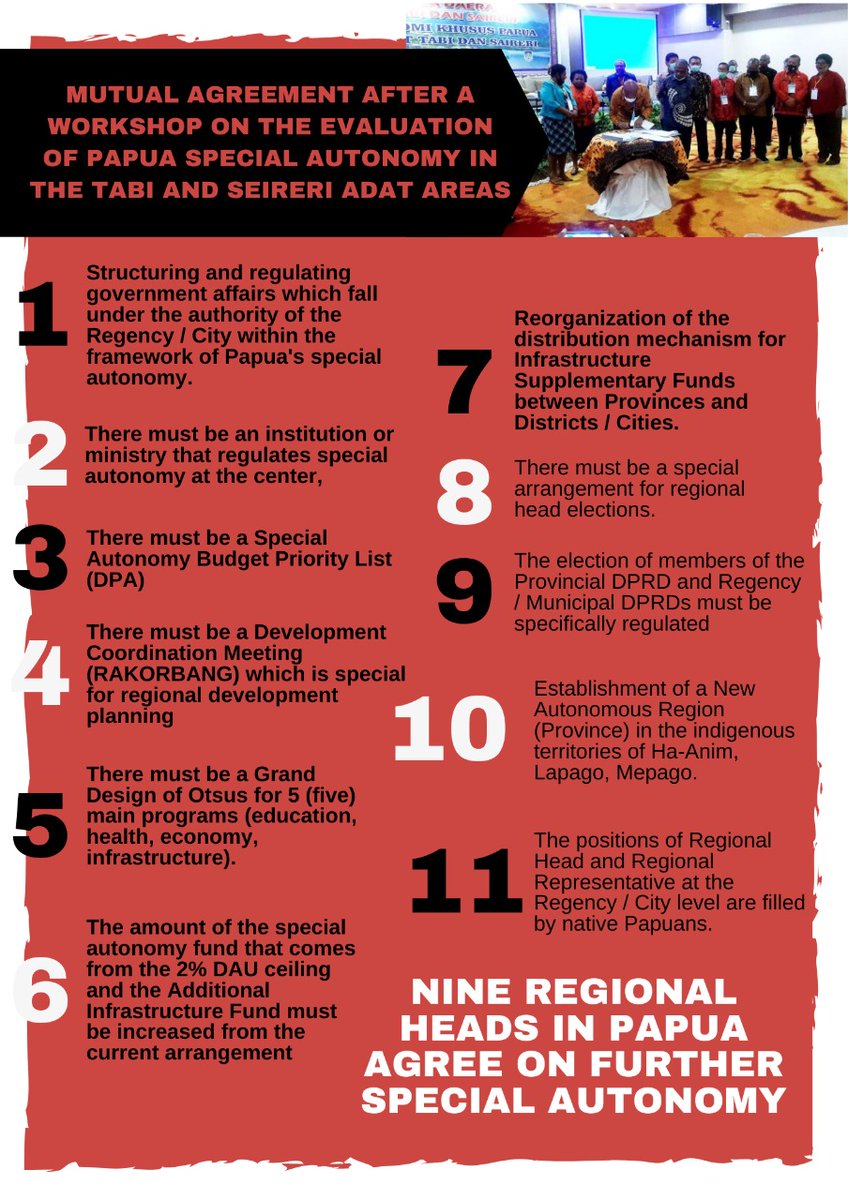 DAN SAIRERI
OMI KHUSUS PAPUA
T TABI DAN SAIRERI
MUTUAL AGREEMENT AFTER A
WORKSHOP ON THE EVALUATION
OF PAPUA SPECIAL AUTONOMY IN
THE TABI AND SEIRERI ADAT AREAS
1
Structuring and regulating
government affairs which fall
under the authority of the
Regency / City within the
framework of Papua's special
autonomy.
2
There must be an institution or
ministry that regulates special
autonomy at the center,
3
There must be a Special
Autonomy Budget Priority List
(DPA)
4
There must be a Development
Coordination Meeting
(RAKORBANG) which is special
for regional development
planning
5
There must be a Grand
Design of Otsus for 5 (five)
main programs (education,
health, economy,
infrastructure).
6
The amount of the special
autonomy fund that comes
from the 2% DAU ceiling
and the Additional
Infrastructure Fund must
be increased from the
current arrangement
7
Reorganization of the
distribution mechanism for
Infrastructure
Supplementary Funds
between Provinces and
Districts / Cities.
8
There must be a special
arrangement for regional
head elections.
9
The election of members of the
Provincial DPRD and Regency
/ Municipal DPRDs must be
specifically regulated
10
Establishment of a New
Autonomous Region
(Province) in the indigenous
territories of Ha-Anim,
Lapago, Mepago.
11
The positions of Regional
Head and Regional
Representative at the
Regency / City level are filled
by native Papuans.
NINE REGIONAL
HEADS IN PAPUA
AGREE ON FURTHER
SPECIAL AUTONOMY